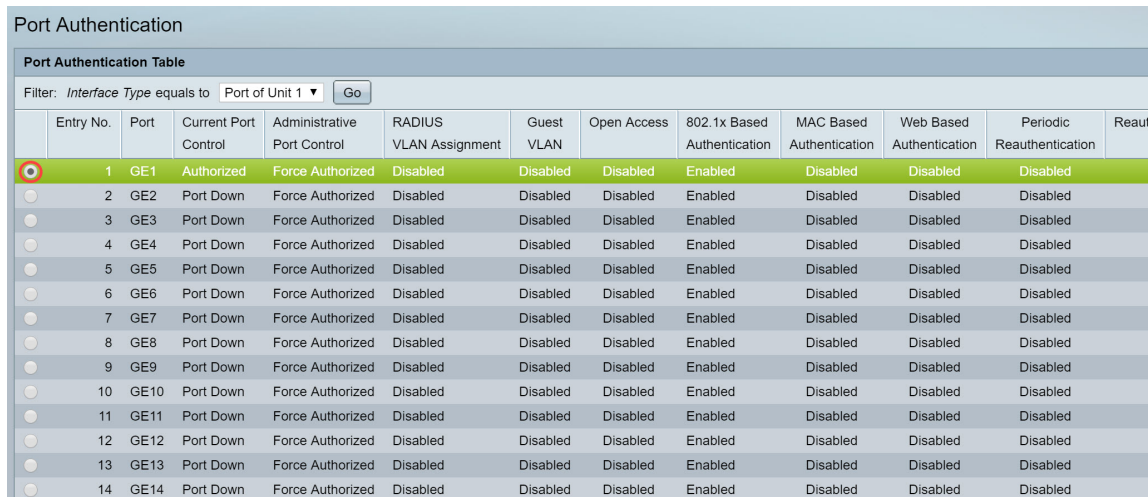 Port Authentication
Port Authentication Table
Filter: Interface Type equals to Port of Unit 1 Go
Entry No. Port Current Port Control Administrative Port Control RADIUS VLAN Assignment Guest VLAN Open Access 802.1x Based Authentication MAC Based Authentication Web Based Authentication Periodic Reauthentication
1 GE1 Authorized Force Authorized Disabled Disabled Disabled Enabled Disabled Disabled Disabled
2 GE2 Port Down Force Authorized Disabled Disabled Disabled Enabled Disabled Disabled Disabled
3 GE3 Port Down Force Authorized Disabled Disabled Disabled Enabled Disabled Disabled Disabled
4 GE4 Port Down Force Authorized Disabled Disabled Disabled Enabled Disabled Disabled Disabled
5 GE5 Port Down Force Authorized Disabled Disabled Disabled Enabled Disabled Disabled Disabled
6 GE6 Port Down Force Authorized Disabled Disabled Disabled Enabled Disabled Disabled Disabled
7 GE7 Port Down Force Authorized Disabled Disabled Disabled Enabled Disabled Disabled Disabled
8 GE8 Port Down Force Authorized Disabled Disabled Disabled Enabled Disabled Disabled Disabled
9 GE9 Port Down Force Authorized Disabled Disabled Disabled Enabled Disabled Disabled Disabled
10 GE10 Port Down Force Authorized Disabled Disabled Disabled Enabled Disabled Disabled Disabled
11 GE11 Port Down Force Authorized Disabled Disabled Disabled Enabled Disabled Disabled Disabled
12 GE12 Port Down Force Authorized Disabled Disabled Disabled Enabled Disabled Disabled Disabled
13 GE13 Port Down Force Authorized Disabled Disabled Disabled Enabled Disabled Disabled Disabled
14 GE14 Port Down Force Authorized Disabled Disabled Disabled Enabled Disabled Disabled Disabled